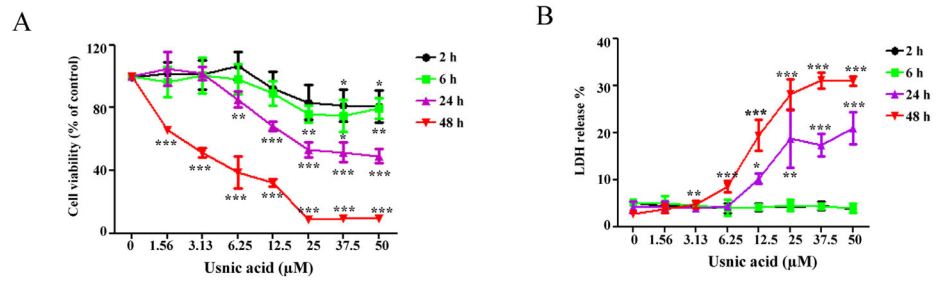 A
Cell viability (% of control)
120
80
40
0
2 h
6 h
24 h
48 h
* *
** ** * **
*** *** *** ***
*** *** *** *** *** *** ***
0 1.56 3.13 6.25 12.5 25 37.5 50
Usnic acid (µM)
B
LDH release %
40
30
20
10
0
2 h
6 h
24 h
48 h
** *** *** *** *** ***
* ** *** ***
0 1.56 3.13 6.25 12.5 25 37.5 50
Usnic acid (µM)